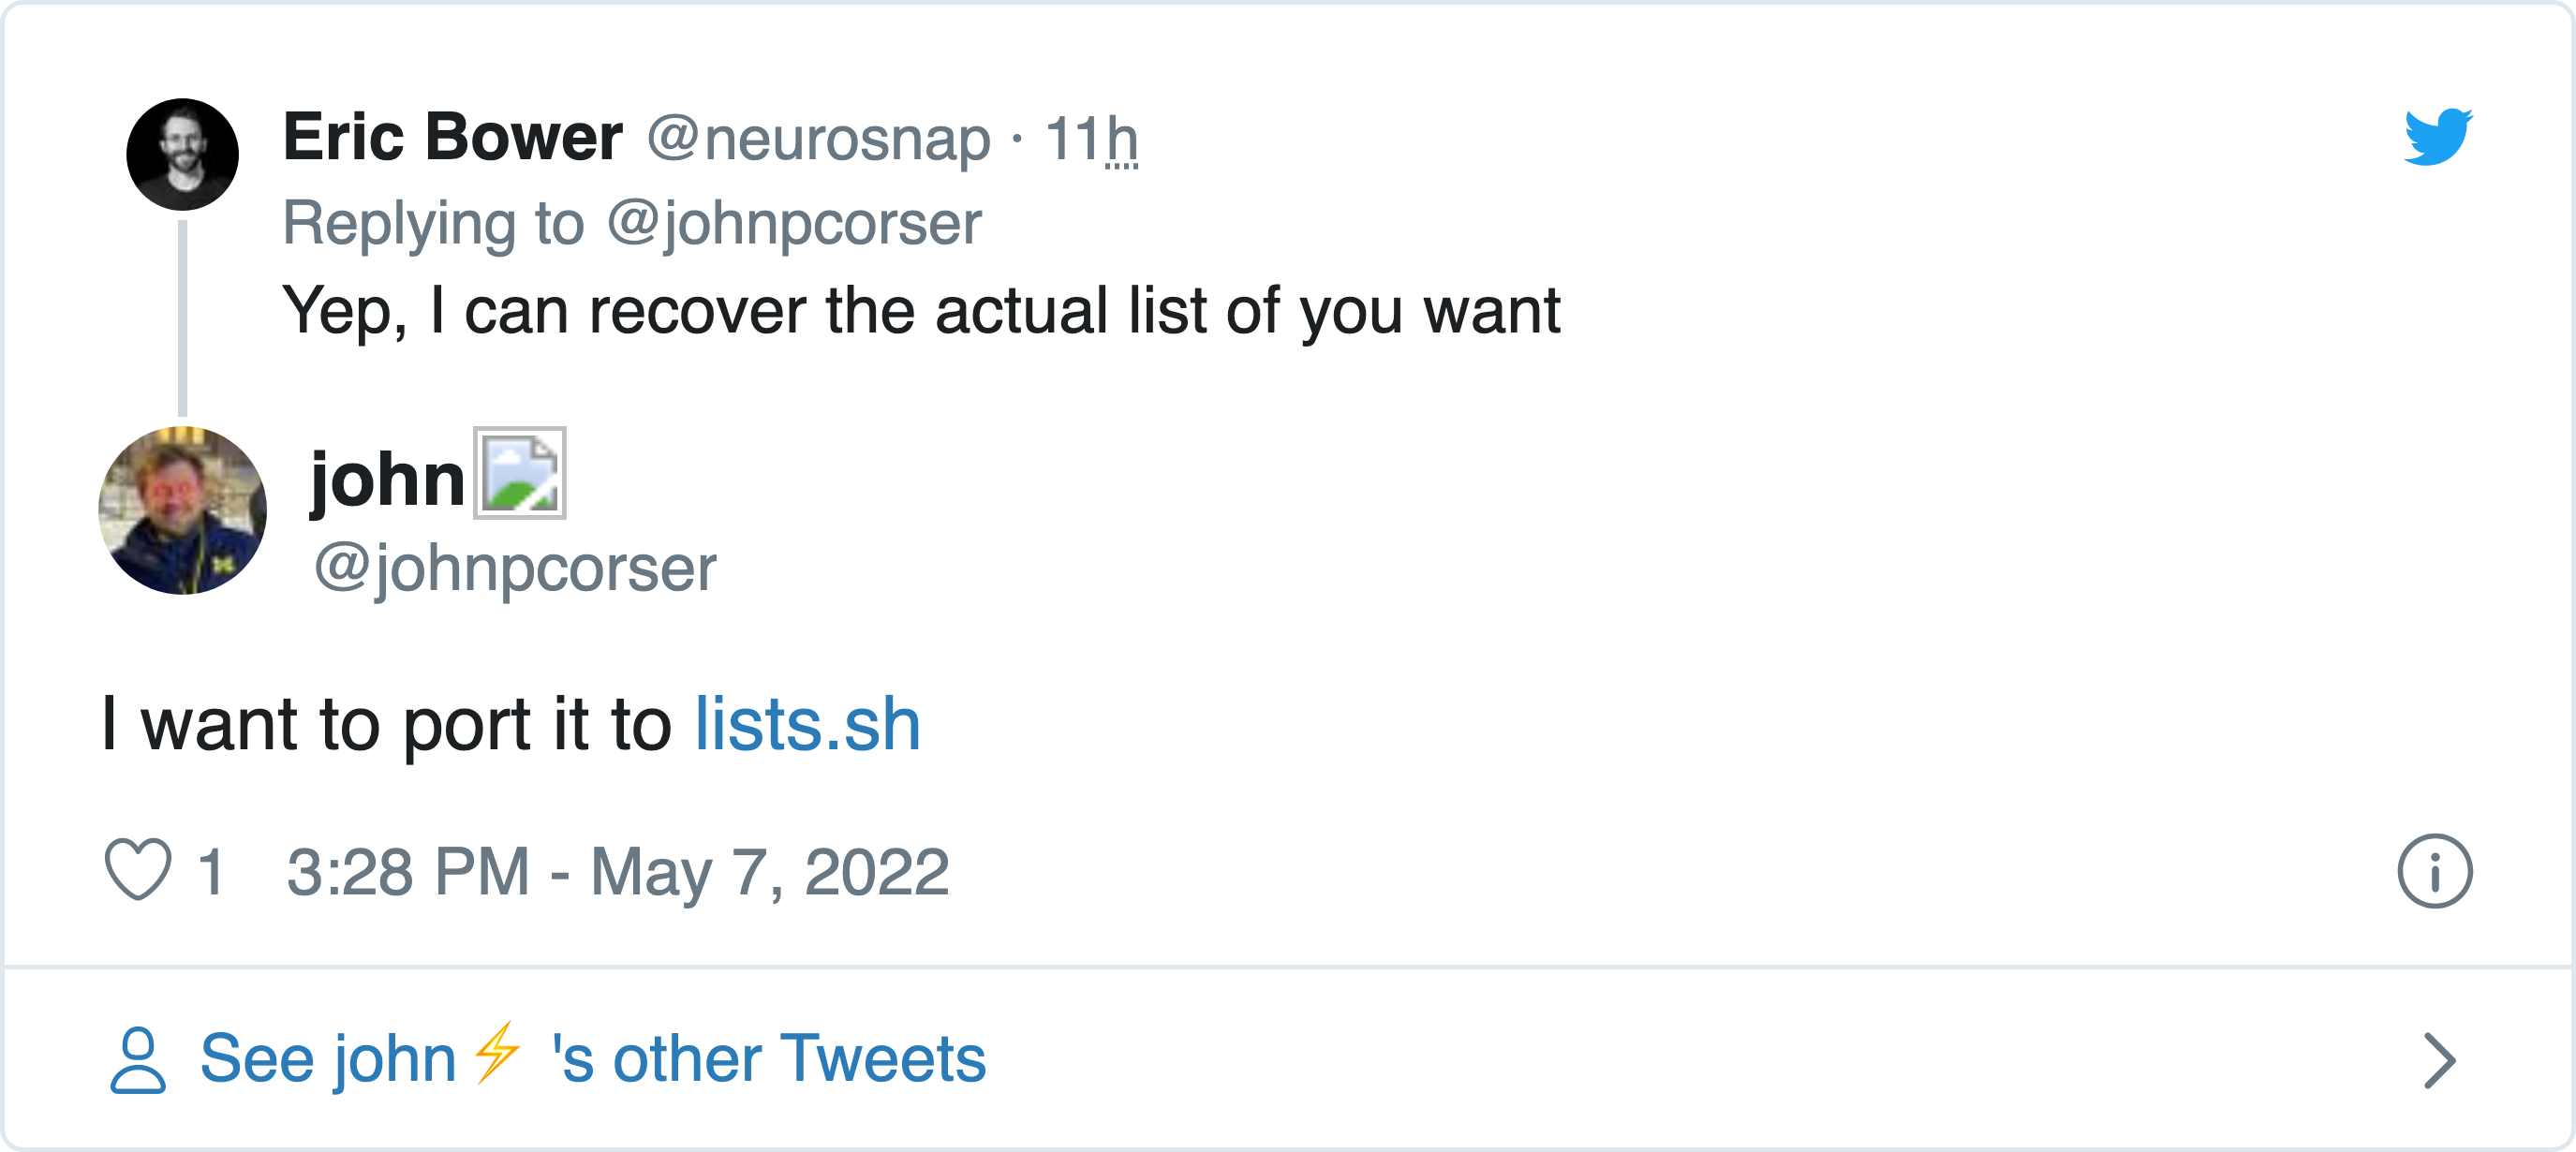 Eric Bower @neurosnap · 11h
Replying to @johnpcorser
Yep, I can recover the actual list of you want
john
@johnpcorser
I want to port it to lists.sh
1 3:28 PM - May 7, 2022
See john⚡ 's other Tweets